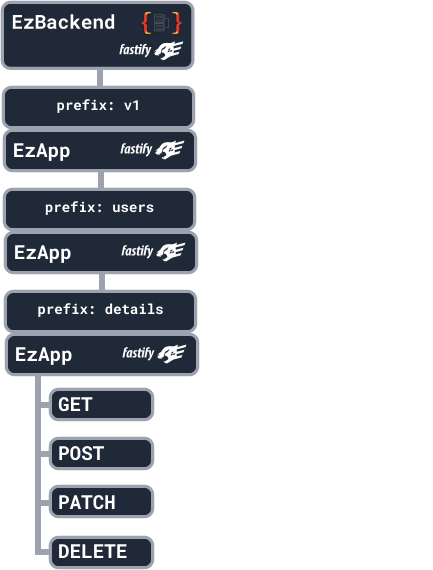 EzBackend
fastify
prefix: v1
EzApp fastify
prefix: users
EzApp fastify
prefix: details
EzApp fastify
GET
POST
PATCH
DELETE